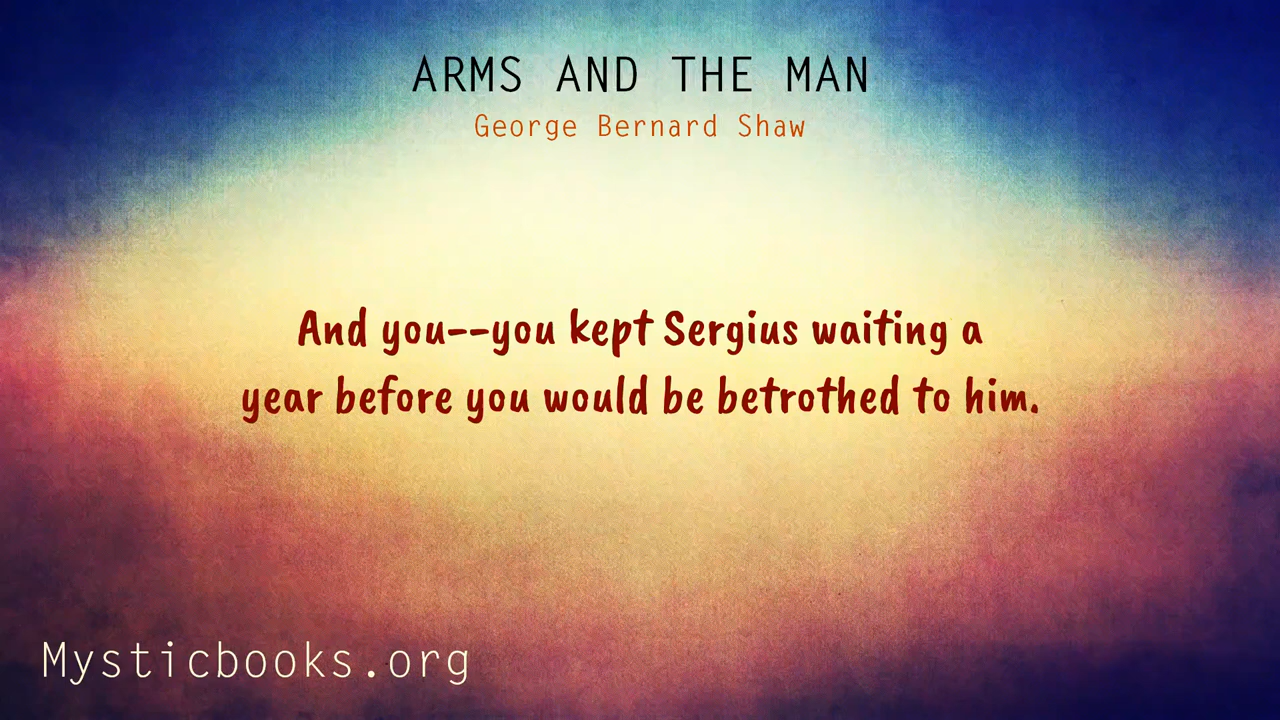 ARMS AND THE MAN
George Bernard Shaw
And you--you kept Sergius waiting a
year before you would be betrothed to him.
Mysticbooks.org